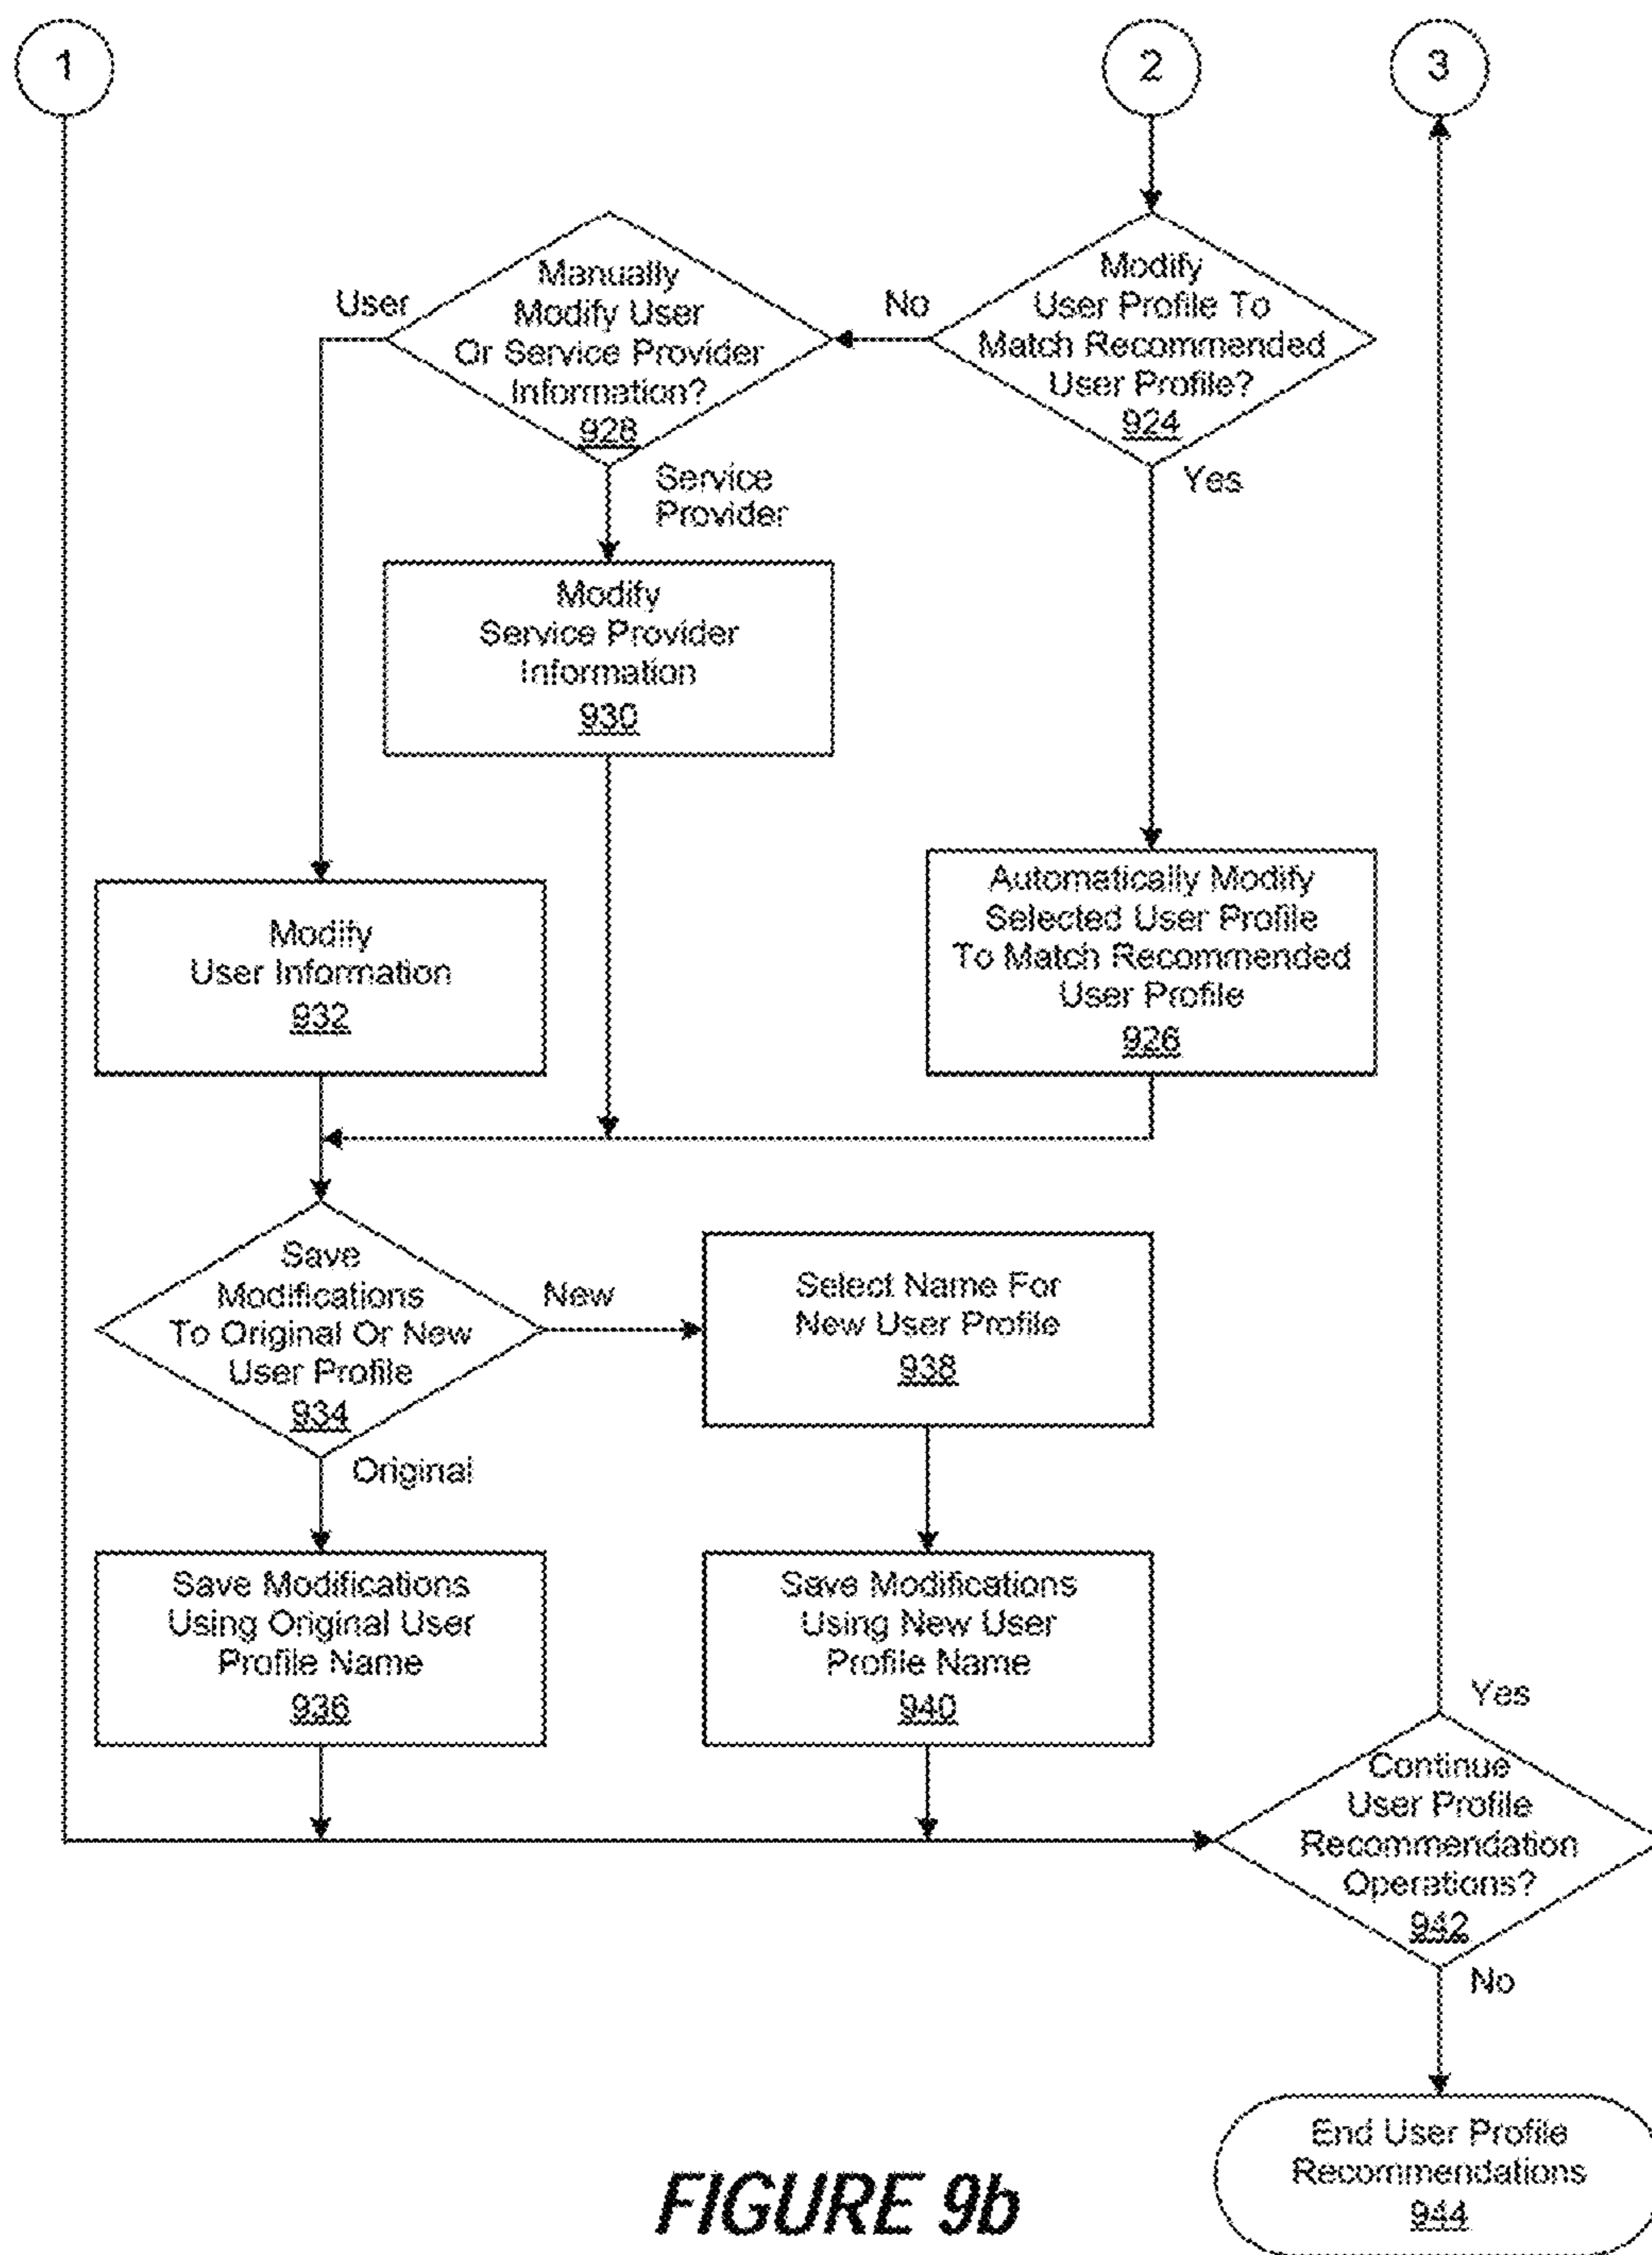 1
2
3
Manually
Modify User
Or Service Provider
Information?
928
User
No
Modify
User Profile To
Match Recommended
User Profile?
924
Service
Provider
Yes
Modify
Service Provider
Information
930
Modify
User Information
932
Automatically Modify
Selected User Profile
To Match Recommended
User Profile
926
Save
Modifications
To Original Or New
User Profile
934
New
Select Name For
New User Profile
938
Original
Save Modifications
Using Original User
Profile Name
936
Save Modifications
Using New User
Profile Name
940
Yes
Continue
User Profile
Recommendation
Operations?
942
No
End User Profile
Recommendations
944
FIGURE 9b